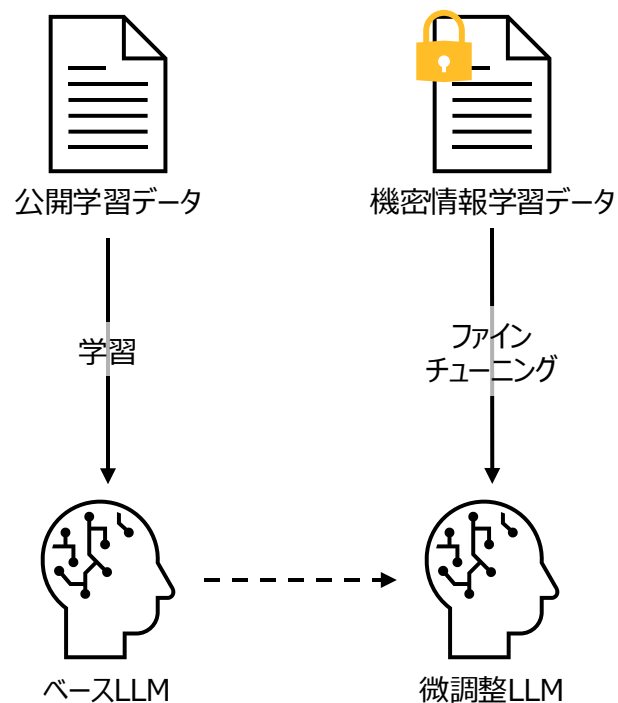 公開学習データ
機密情報学習データ
学習
ファイン
チューニング
ベースLLM
微調整LLM